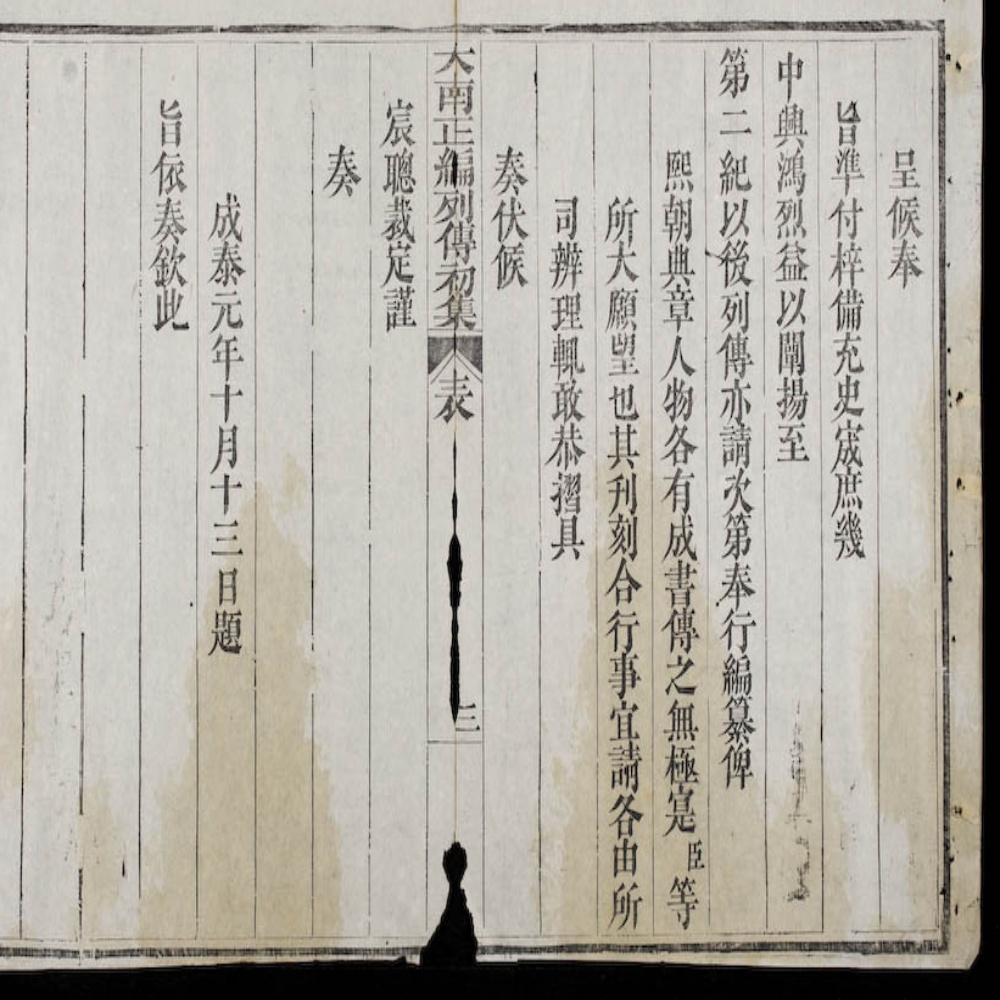 呈候奉
旨準付梓備充史宬庶幾
中興鴻烈益以闡揚至
第二紀以後列傳亦請次第奉行編纂俾
熙朝典章人物各有成書傳之無極寔臣等
所大願望也其刊刻合行事宜請各由所
司辦理輒敢恭摺具
奏伏候
大南正編列傳初集 表 三
宸聰裁定謹
奏
成泰元年十月十三日題
旨依奏欽此